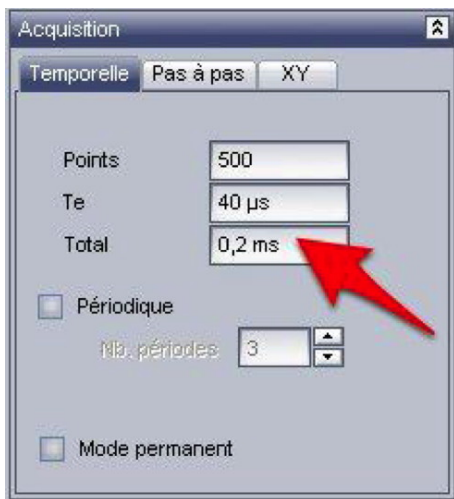 Acquisition
Temporelle Pas à pas XY
Points 500
Te 40 µs
Total 0,2 ms
Périodique
Nb. périodes 3
Mode permanent